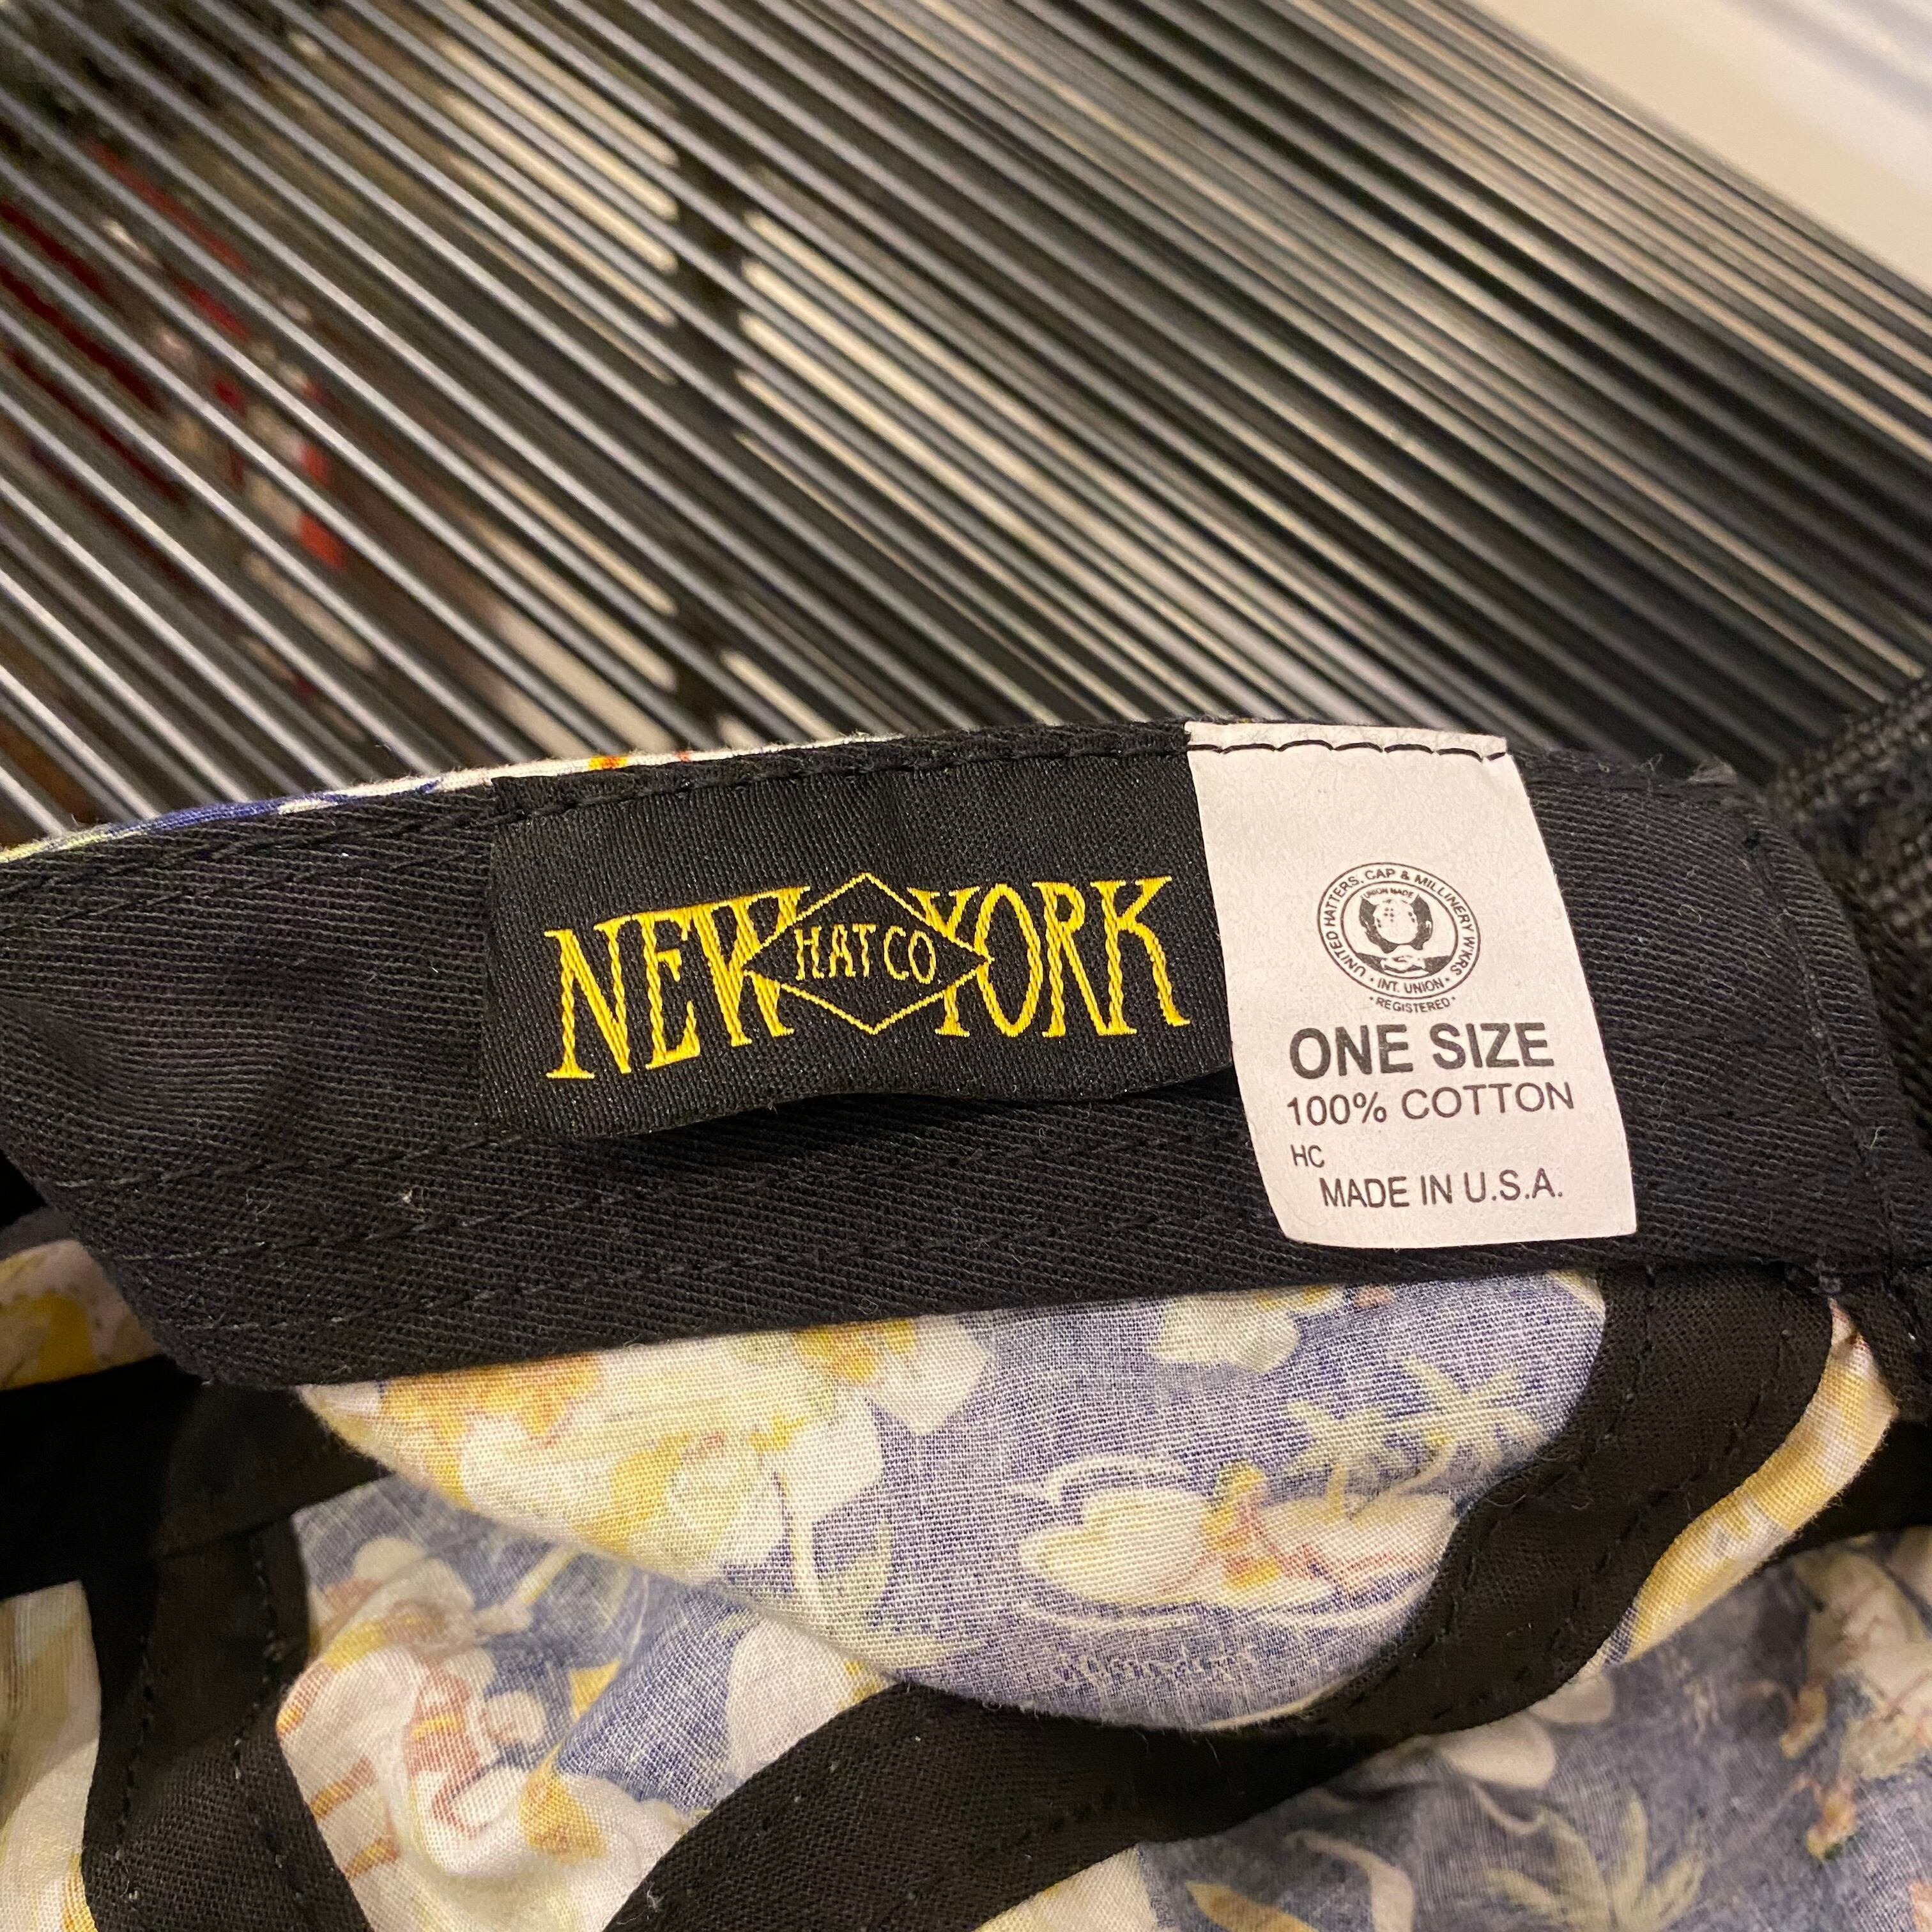 NEW HAT CO YORK
UNITED HATTERS, CAP & MILLINERY W'KRS
UNION MADE
• INT. UNION •
• REGISTERED •
ONE SIZE
100% COTTON
HC
MADE IN U.S.A.